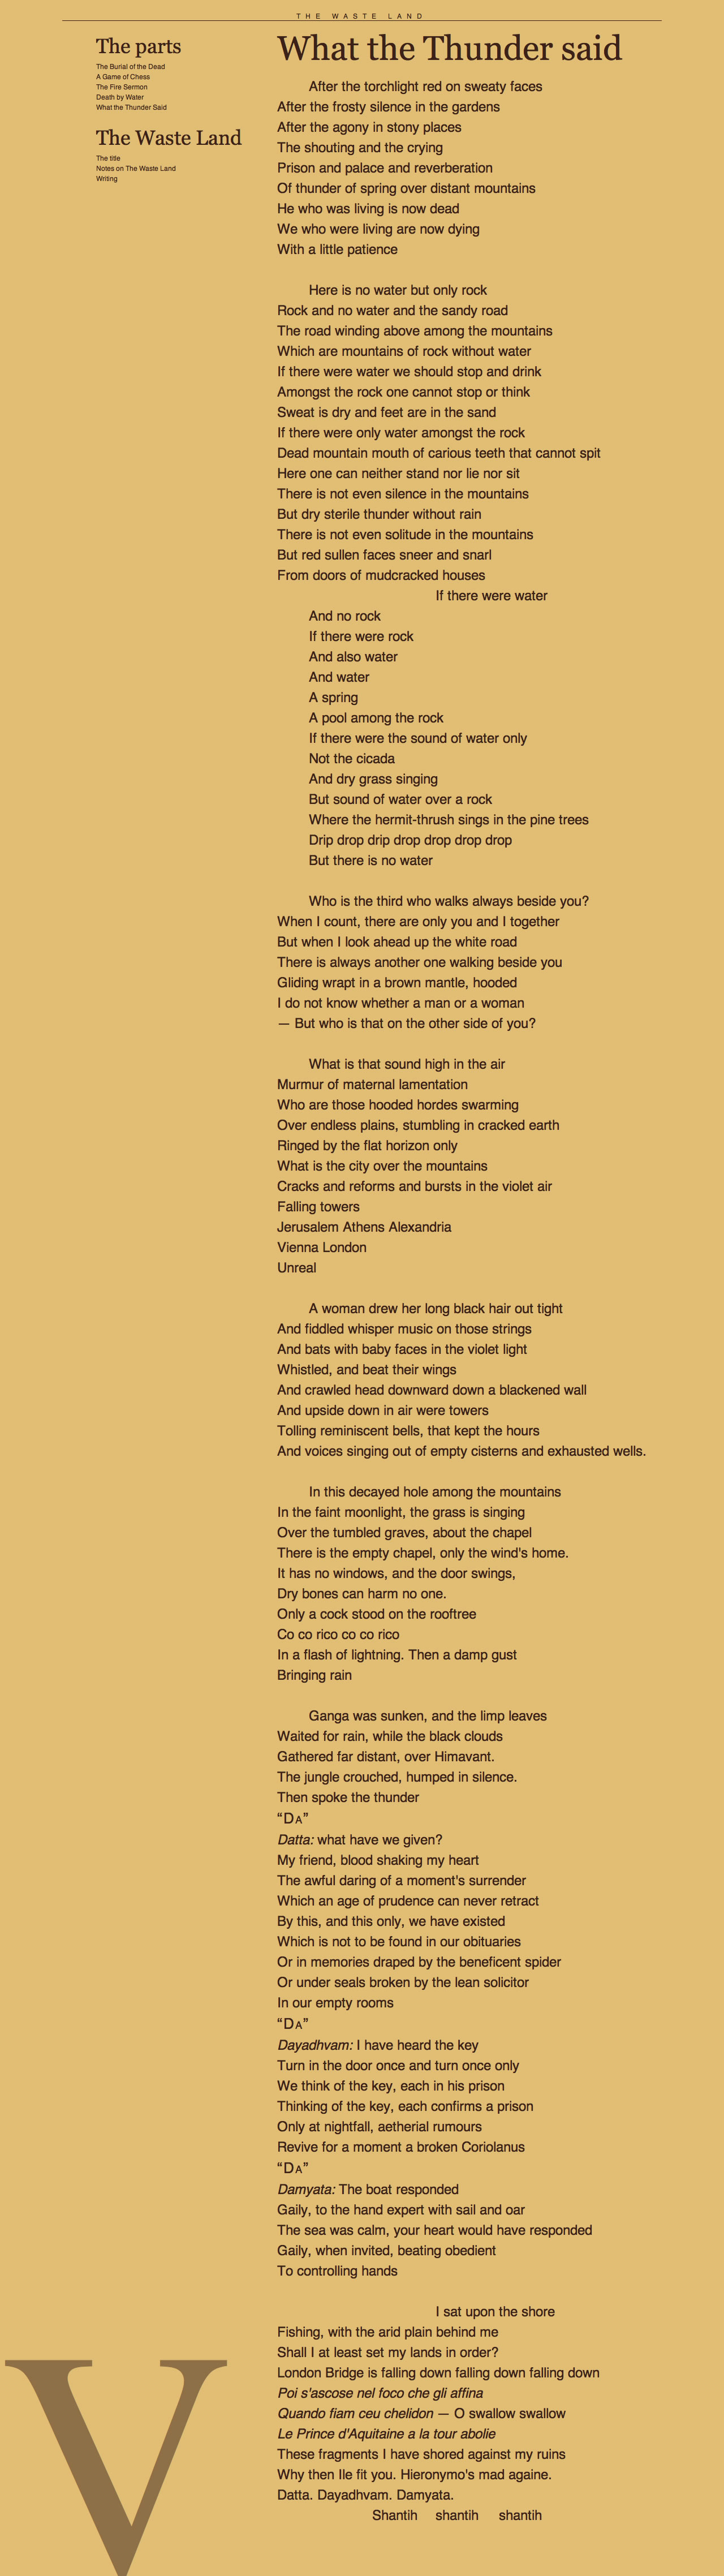 THE WASTE LAND
The parts
The Burial of the Dead
A Game of Chess
The Fire Sermon
Death by Water
What the Thunder Said
The Waste Land
The title
Notes on The Waste Land
Writing
What the Thunder said
After the torchlight red on sweaty faces
After the frosty silence in the gardens
After the agony in stony places
The shouting and the crying
Prison and palace and reverberation
Of thunder of spring over distant mountains
He who was living is now dead
We who were living are now dying
With a little patience
Here is no water but only rock
Rock and no water and the sandy road
The road winding above among the mountains
Which are mountains of rock without water
If there were water we should stop and drink
Amongst the rock one cannot stop or think
Sweat is dry and feet are in the sand
If there were only water amongst the rock
Dead mountain mouth of carious teeth that cannot spit
Here one can neither stand nor lie nor sit
There is not even silence in the mountains
But dry sterile thunder without rain
There is not even solitude in the mountains
But red sullen faces sneer and snarl
From doors of mudcracked houses
If there were water
And no rock
If there were rock
And also water
And water
A spring
A pool among the rock
If there were the sound of water only
Not the cicada
And dry grass singing
But sound of water over a rock
Where the hermit-thrush sings in the pine trees
Drip drop drip drop drop drop drop
But there is no water
Who is the third who walks always beside you?
When I count, there are only you and I together
But when I look ahead up the white road
There is always another one walking beside you
Gliding wrapt in a brown mantle, hooded
I do not know whether a man or a woman
— But who is that on the other side of you?
What is that sound high in the air
Murmur of maternal lamentation
Who are those hooded hordes swarming
Over endless plains, stumbling in cracked earth
Ringed by the flat horizon only
What is the city over the mountains
Cracks and reforms and bursts in the violet air
Falling towers
Jerusalem Athens Alexandria
Vienna London
Unreal
A woman drew her long black hair out tight
And fiddled whisper music on those strings
And bats with baby faces in the violet light
Whistled, and beat their wings
And crawled head downward down a blackened wall
And upside down in air were towers
Tolling reminiscent bells, that kept the hours
And voices singing out of empty cisterns and exhausted wells.
In this decayed hole among the mountains
In the faint moonlight, the grass is singing
Over the tumbled graves, about the chapel
There is the empty chapel, only the wind's home.
It has no windows, and the door swings,
Dry bones can harm no one.
Only a cock stood on the rooftree
Co co rico co co rico
In a flash of lightning. Then a damp gust
Bringing rain
Ganga was sunken, and the limp leaves
Waited for rain, while the black clouds
Gathered far distant, over Himavant.
The jungle crouched, humped in silence.
Then spoke the thunder
“DA”
Datta: what have we given?
My friend, blood shaking my heart
The awful daring of a moment's surrender
Which an age of prudence can never retract
By this, and this only, we have existed
Which is not to be found in our obituaries
Or in memories draped by the beneficent spider
Or under seals broken by the lean solicitor
In our empty rooms
“DA”
Dayadhvam: I have heard the key
Turn in the door once and turn once only
We think of the key, each in his prison
Thinking of the key, each confirms a prison
Only at nightfall, aetherial rumours
Revive for a moment a broken Coriolanus
“DA”
Damyata: The boat responded
Gaily, to the hand expert with sail and oar
The sea was calm, your heart would have responded
Gaily, when invited, beating obedient
To controlling hands
I sat upon the shore
Fishing, with the arid plain behind me
Shall I at least set my lands in order?
London Bridge is falling down falling down falling down
Poi s'ascose nel foco che gli affina
Quando fiam ceu chelidon — O swallow swallow
Le Prince d'Aquitaine a la tour abolie
These fragments I have shored against my ruins
Why then Ile fit you. Hieronymo's mad againe.
Datta. Dayadhvam. Damyata.
Shantih shantih shantih
V